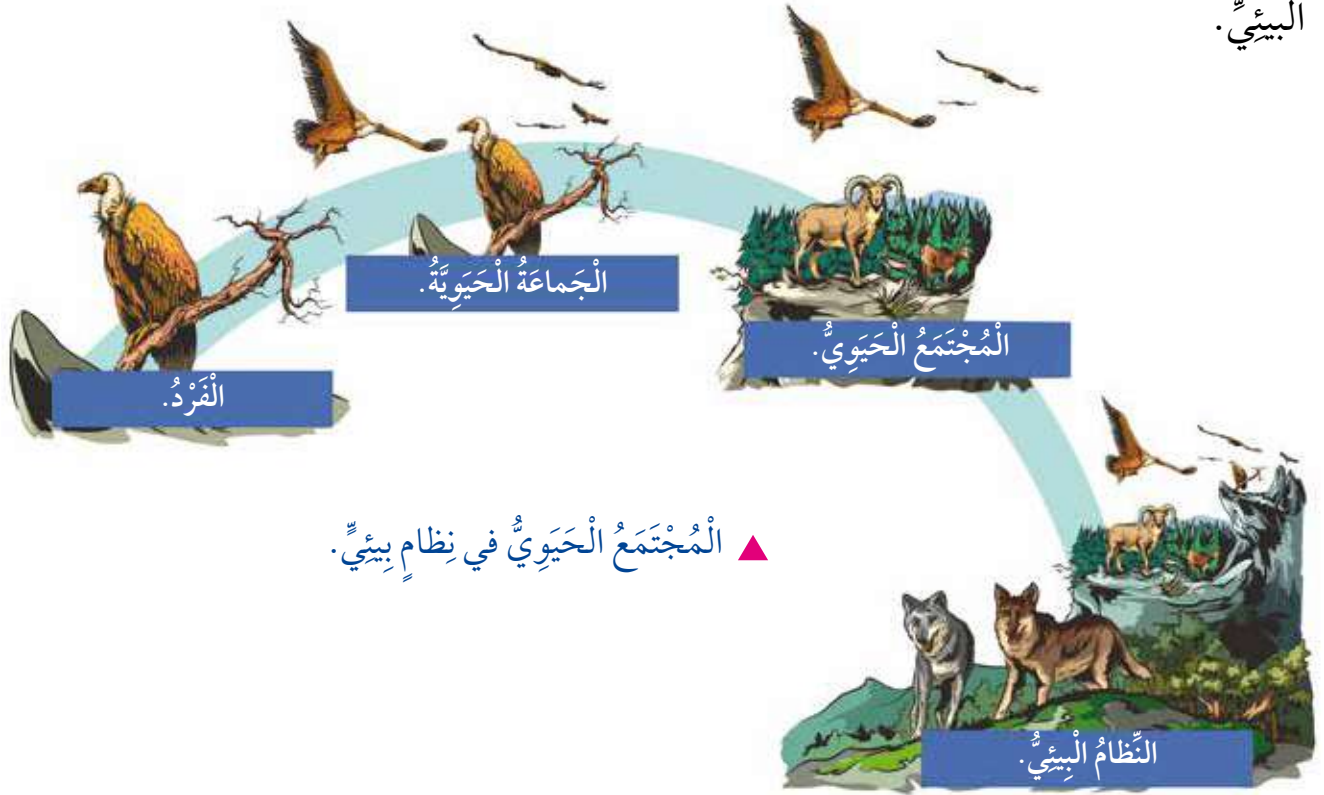 الْبيئِيِّ.
الْجَماعَةُ الْحَيَوِيَّةُ.
الْمُجْتَمَعُ الْحَيَوِيُّ.
الْفَرْدُ.
الْمُجْتَمَعُ الْحَيَوِيُّ في نِظامٍ بِيئِيٍّ.
النِّظامُ الْبِيئِيُّ.